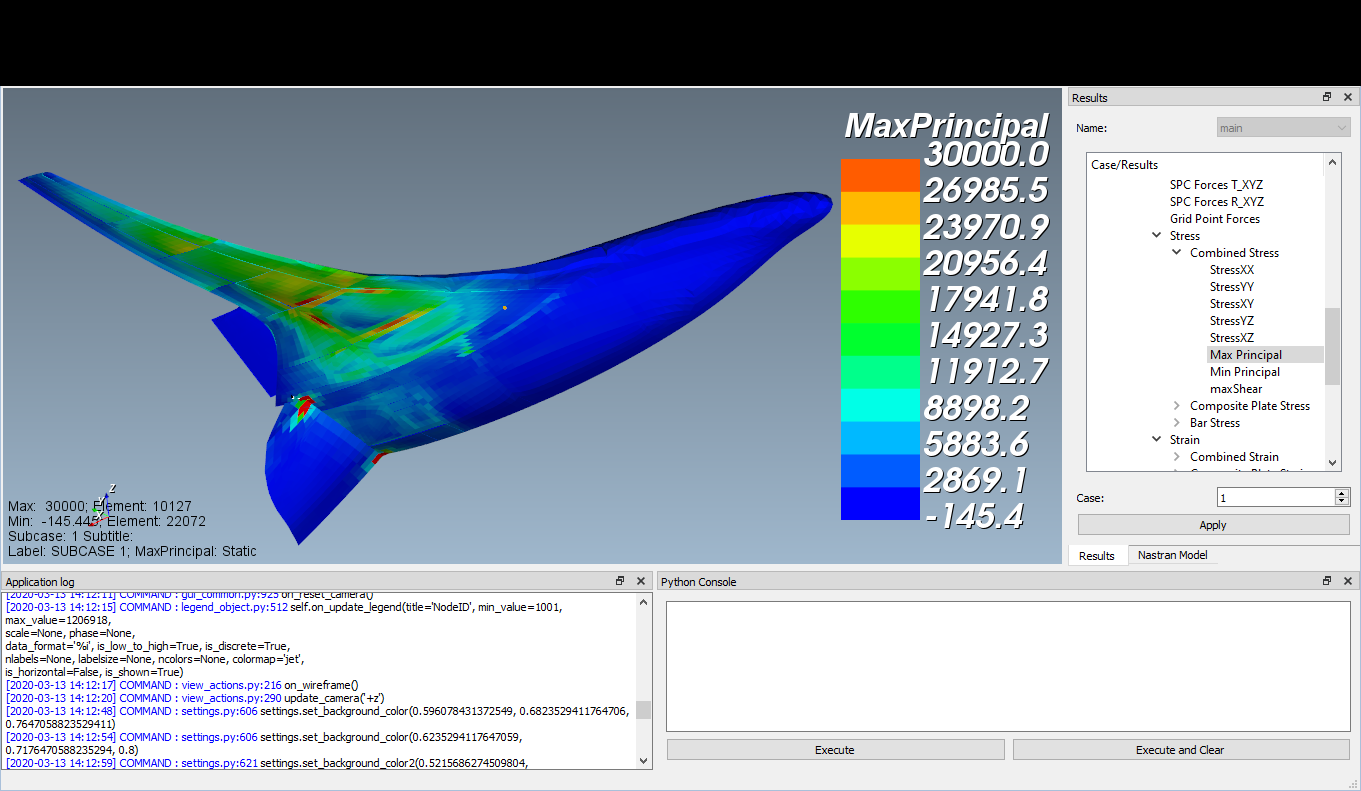 MaxPrincipal
30000.0
26985.5
23970.9
20956.4
17941.8
14927.3
11912.7
8898.2
5883.6
2869.1
-145.4
Z
Max: 30000; Element: 10127
Min: -145.445; Element: 22072
Subcase: 1 Subtitle:
Label: SUBCASE 1; MaxPrincipal: Static
Results
Name:
main
Case/Results
SPC Forces T_XYZ
SPC Forces R_XYZ
Grid Point Forces
Stress
Combined Stress
StressXX
StressYY
StressXY
StressYZ
StressXZ
Max Principal
Min Principal
maxShear
Composite Plate Stress
Bar Stress
Strain
Combined Strain
Composite Plate Strain
Case:
1
Apply
Results
Nastran Model
Application log
[2020-03-13 14:12:11] COMMAND : gui_common.py:925 on_reset_camera()
[2020-03-13 14:12:15] COMMAND : legend_object.py:512 self.on_update_legend(title='NodeID', min_value=1001,
max_value=1206918,
scale=None, phase=None,
data_format='%i', is_low_to_high=True, is_discrete=True,
nlabels=None, labelsize=None, ncolors=None, colormap='jet',
is_horizontal=False, is_shown=True)
[2020-03-13 14:12:17] COMMAND : view_actions.py:216 on_wireframe()
[2020-03-13 14:12:20] COMMAND : view_actions.py:290 update_camera('+z')
[2020-03-13 14:12:48] COMMAND : settings.py:606 settings.set_background_color(0.596078431372549, 0.6823529411764706,
0.7647058823529411)
[2020-03-13 14:12:54] COMMAND : settings.py:606 settings.set_background_color(0.6235294117647059,
0.7176470588235294, 0.8)
[2020-03-13 14:12:59] COMMAND : settings.py:621 settings.set_background_color2(0.5215686274509804,
Python Console
Execute
Execute and Clear